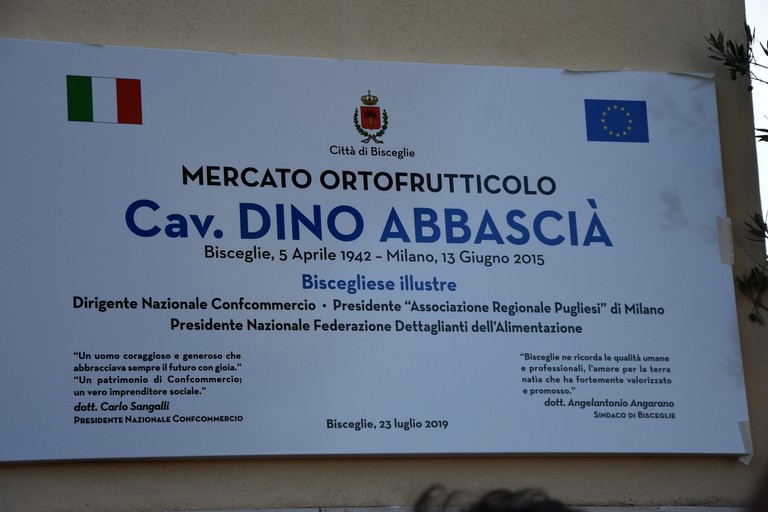 Città di Bisceglie
MERCATO ORTOFRUTTICOLO
Cav. DINO ABBASCIÀ
Bisceglie, 5 Aprile 1942 – Milano, 13 Giugno 2015
Biscegliese illustre
Dirigente Nazionale Confcommercio · Presidente “Associazione Regionale Pugliesi” di Milano
Presidente Nazionale Federazione Dettaglianti dell’Alimentazione
“Un uomo coraggioso e generoso che
abbracciava sempre il futuro con gioia.”
“Un patrimonio di Confcommercio;
un vero imprenditore sociale.”
dott. Carlo Sangalli
PRESIDENTE NAZIONALE CONFCOMMERCIO
“Bisceglie ne ricorda le qualità umane
e professionali, l’amore per la terra
natìa che ha fortemente valorizzato
e promosso.”
dott. Angelantonio Angarano
SINDACO DI BISCEGLIE
Bisceglie, 23 luglio 2019